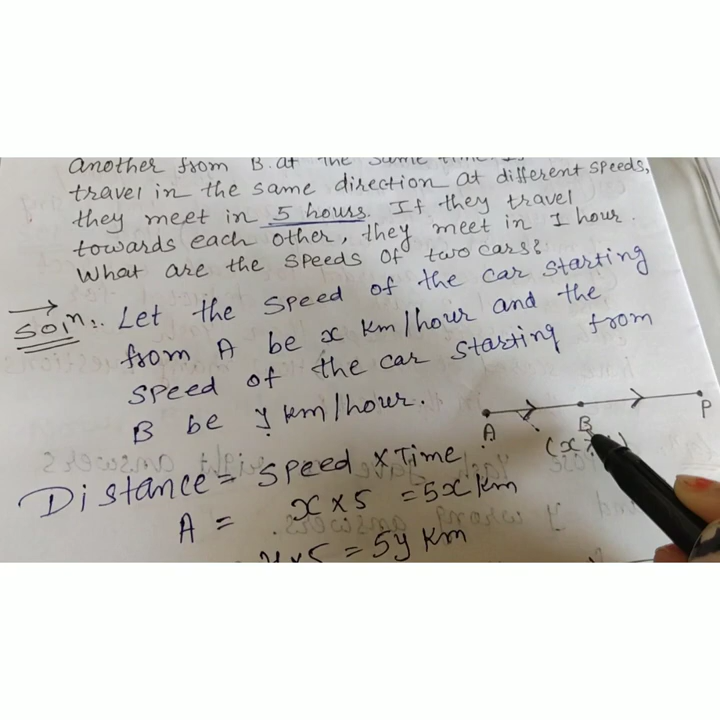 another from B. at the same time.
travel in the same direction at different speeds,
they meet in 5 hours. If they travel
towards each other, they meet in 1 hour.
What are the speeds of two cars?
Soln:. Let the speed of the car starting
from A be x km/hour and the
speed of the car starting from
B be y km/hour.
A B P
Distance = speed × Time
A = x × 5 = 5x km
y×5 = 5y km